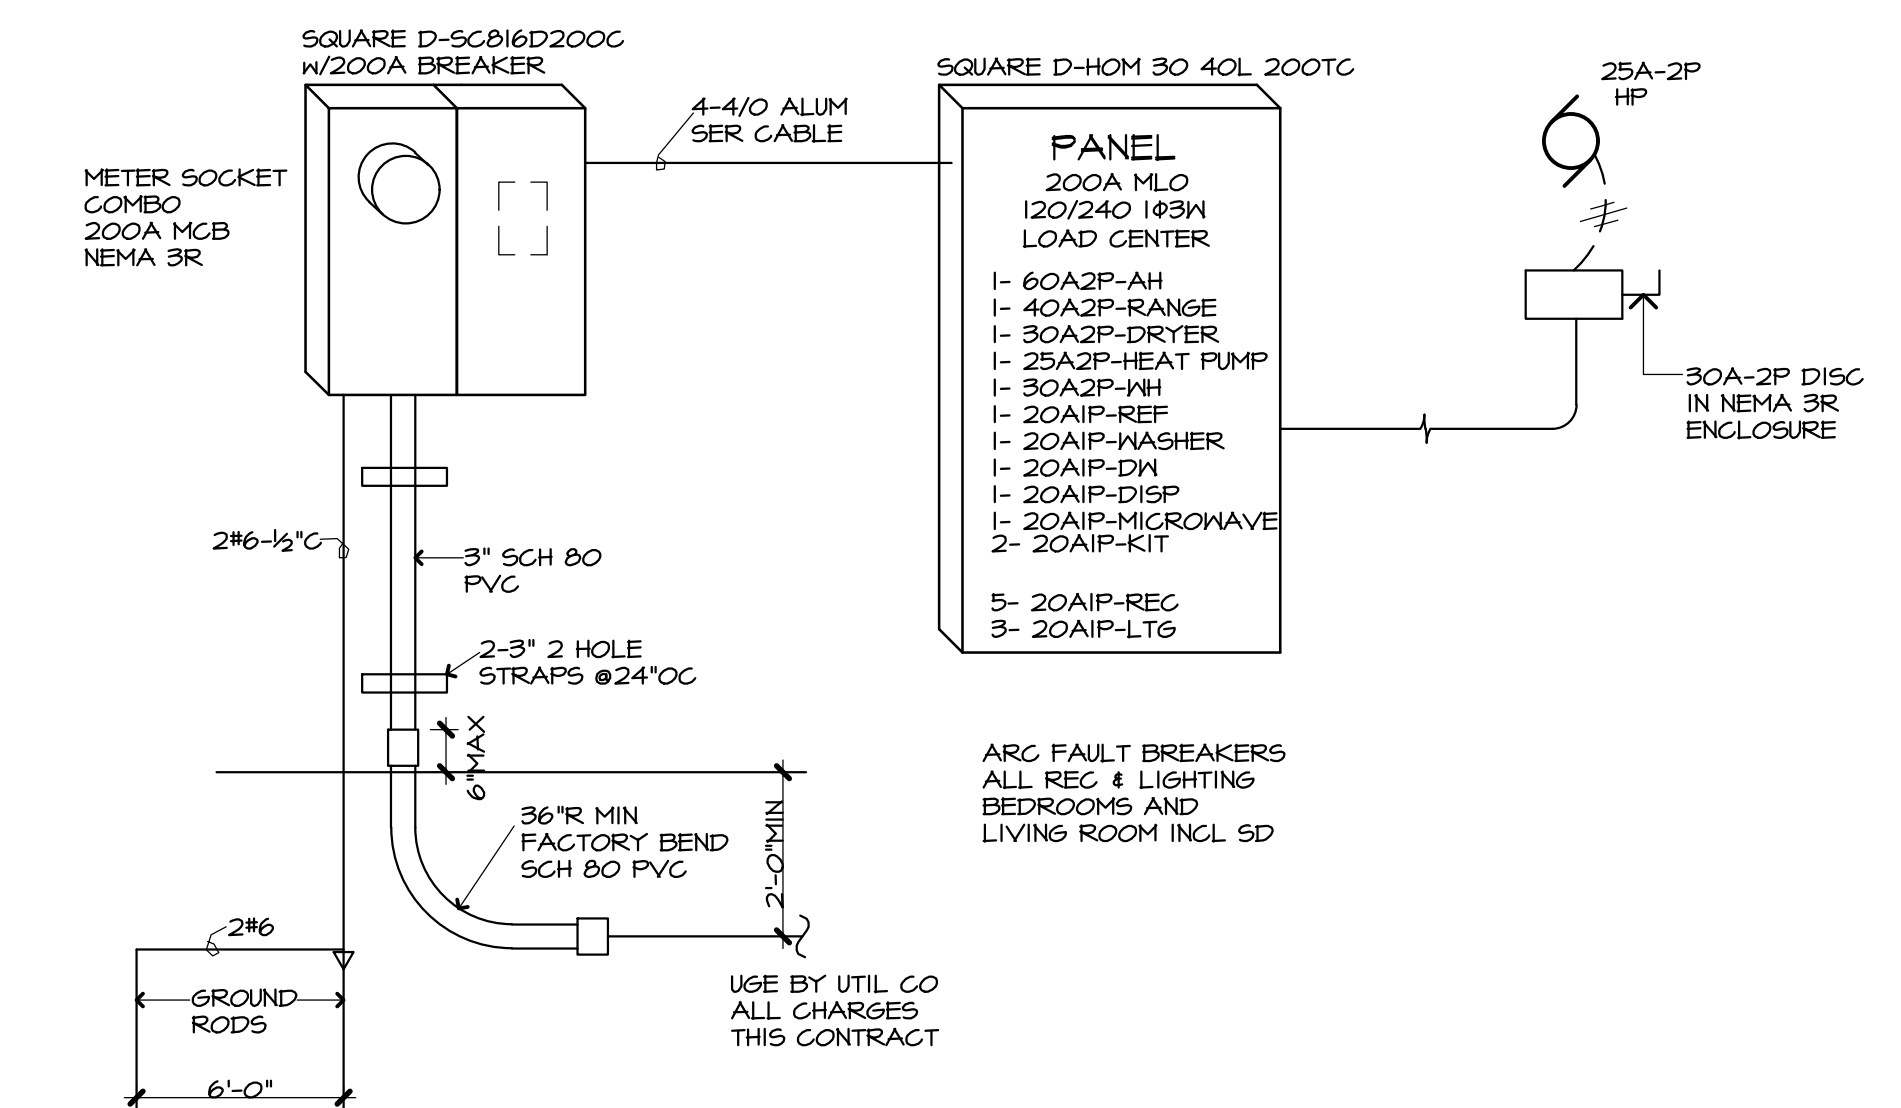 SQUARE D-SC816D200C
W/200A BREAKER
METER SOCKET
COMBO
200A MCB
NEMA 3R
4-4/0 ALUM
SER CABLE
SQUARE D-HOM 30 40L 200TC
PANEL
200A MLO
120/240 1Φ3W
LOAD CENTER
1- 60A2P-AH
1- 40A2P-RANGE
1- 30A2P-DRYER
1- 25A2P-HEAT PUMP
1- 30A2P-WH
1- 20A1P-REF
1- 20A1P-WASHER
1- 20A1P-DW
1- 20A1P-DISP
1- 20A1P-MICROWAVE
2- 20A1P-KIT
5- 20A1P-REC
3- 20A1P-LTG
25A-2P
HP
30A-2P DISC
IN NEMA 3R
ENCLOSURE
2#6-½"C
3" SCH 80
PVC
2-3" 2 HOLE
STRAPS @24"OC
6"MAX
36"R MIN
FACTORY BEND
SCH 80 PVC
2'-0"MIN
ARC FAULT BREAKERS
ALL REC & LIGHTING
BEDROOMS AND
LIVING ROOM INCL SD
2#6
GROUND
RODS
6'-0"
UGE BY UTIL CO
ALL CHARGES
THIS CONTRACT